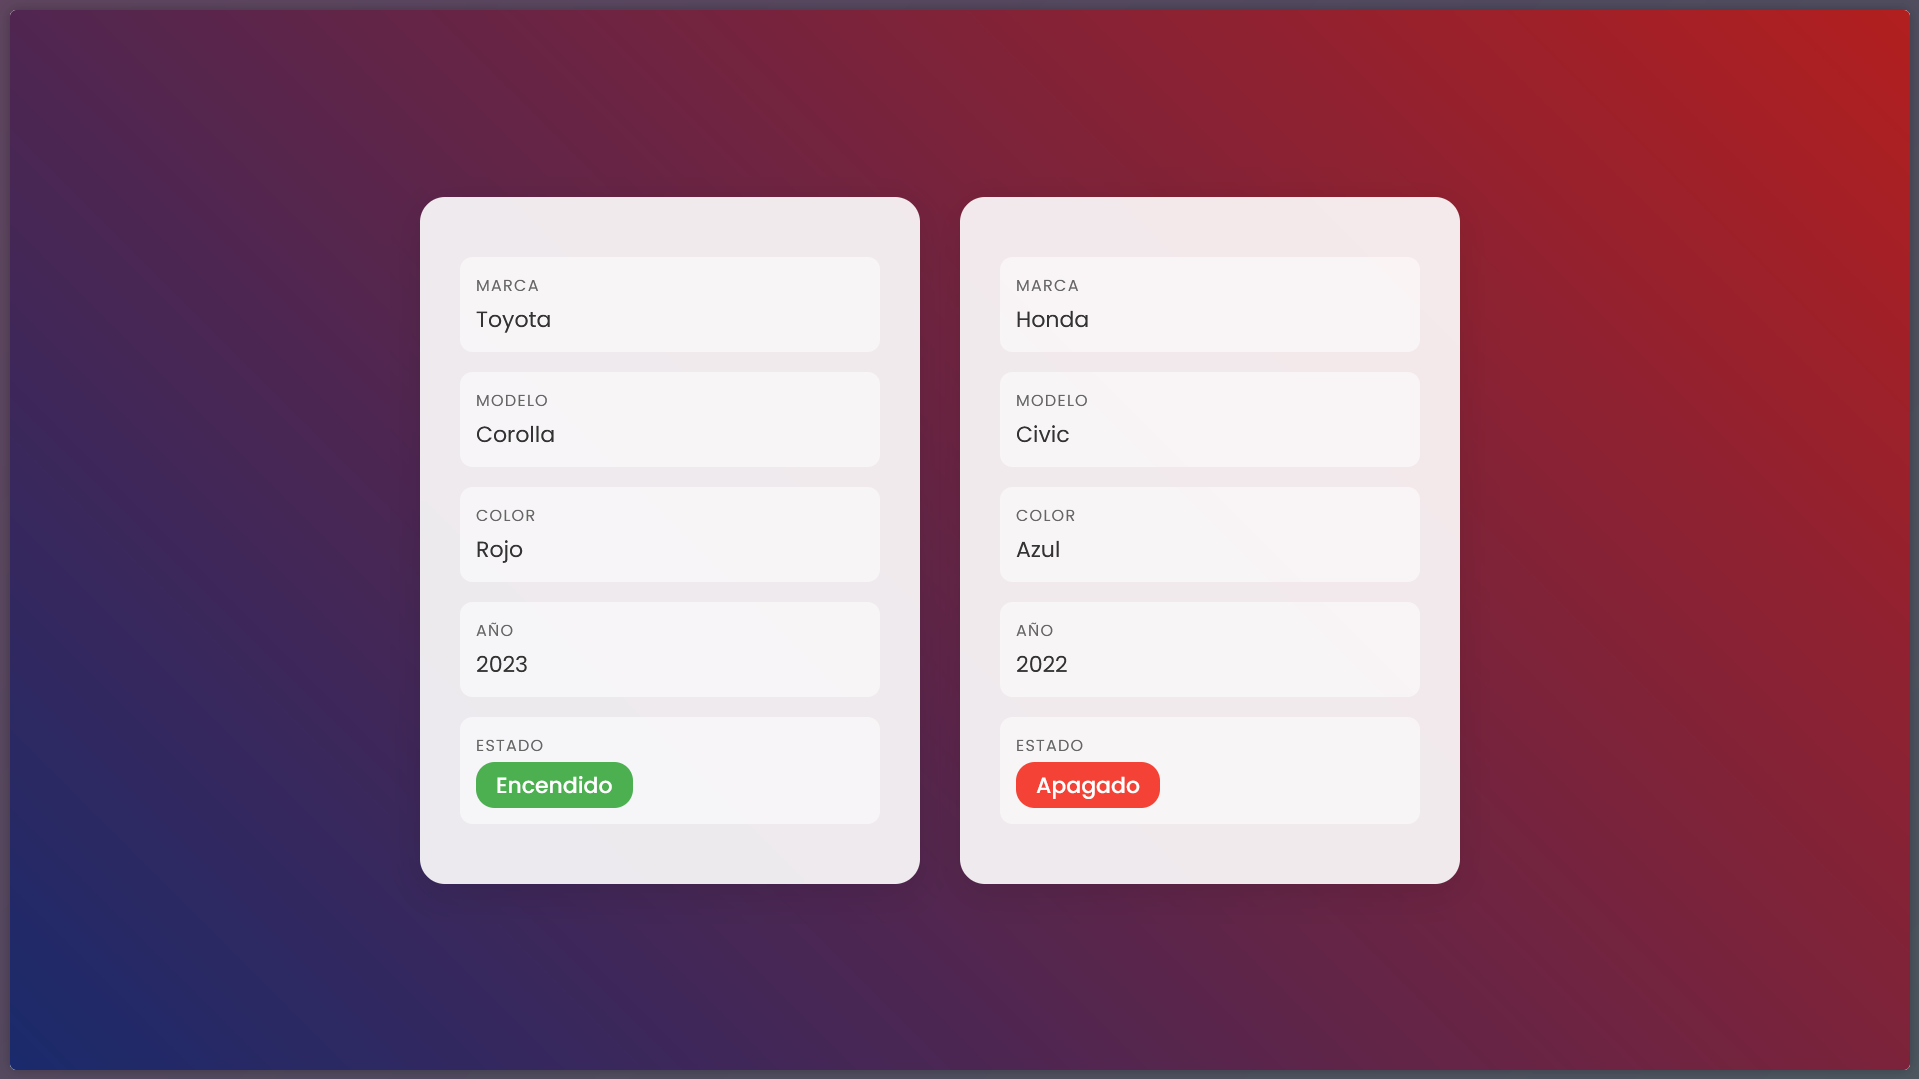 MARCA
Toyota
MODELO
Corolla
COLOR
Rojo
AÑO
2023
ESTADO
Encendido
MARCA
Honda
MODELO
Civic
COLOR
Azul
AÑO
2022
ESTADO
Apagado